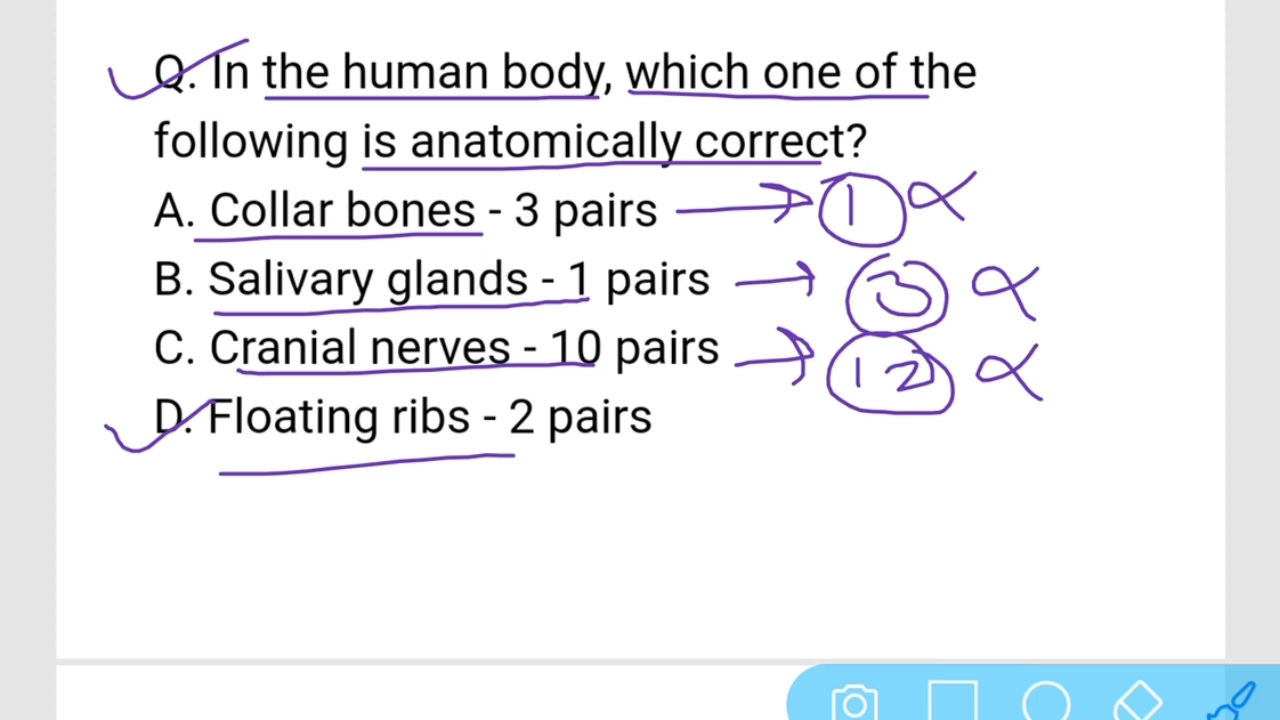 Q. In the human body, which one of the
following is anatomically correct?
A. Collar bones - 3 pairs 1
B. Salivary glands - 1 pairs 3
C. Cranial nerves - 10 pairs 12
D. Floating ribs - 2 pairs